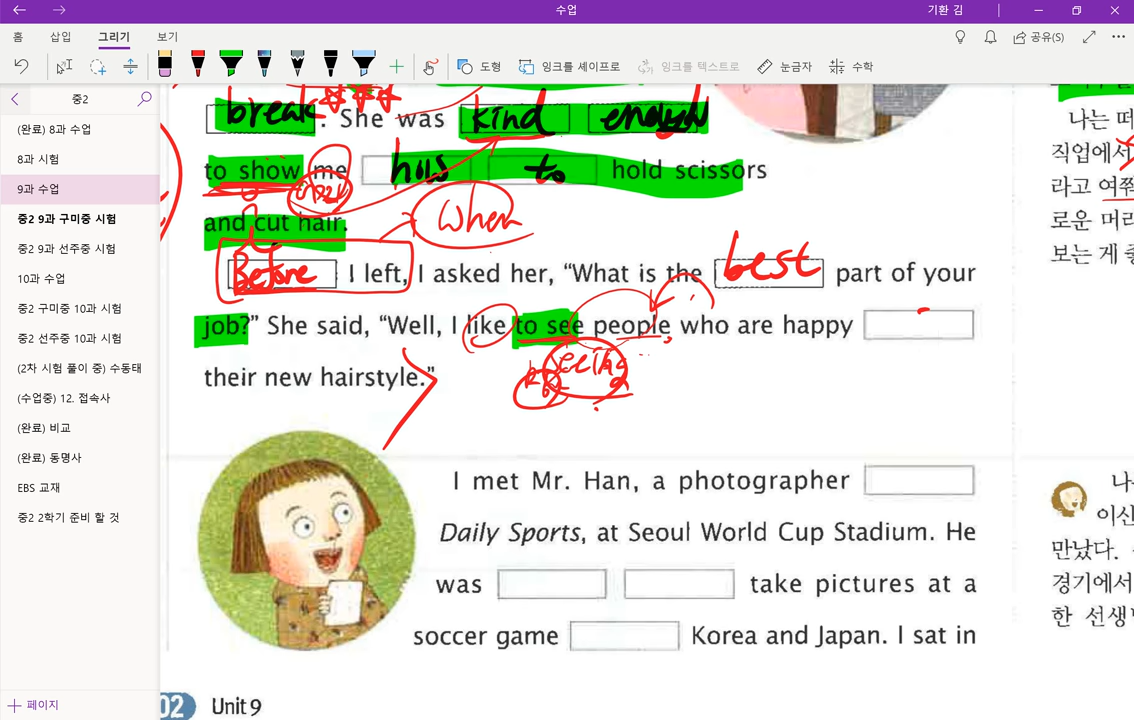 수업
기환 김
홈 삽입 그리기 보기
공유(S)
도형 잉크를 셰이프로 잉크를 텍스트로 눈금자 수학
중2
(완료) 8과 수업
8과 시험
9과 수업
중2 9과 구미중 시험
중2 9과 선주중 시험
10과 수업
중2 구미중 10과 시험
중2 선주중 10과 시험
(2차 시험 풀이 중) 수동태
(수업중) 12. 접속사
(완료) 비교
(완료) 동명사
EBS 교재
중2 2학기 준비 할 것
페이지
break. She was kind enough
to show me how to hold scissors
and cut hair.
when
Before I left, I asked her, “What is the best part of your
job?” She said, “Well, I like to see people who are happy
seeing
their new hairstyle.”
I met Mr. Han, a photographer
Daily Sports, at Seoul World Cup Stadium. He
was take pictures at a
soccer game Korea and Japan. I sat in
02 Unit 9
나는 떠
직업에서
라고 여쭤
로운 머리
보는 게 좋
나
이신
만났다.
경기에서
한 선생